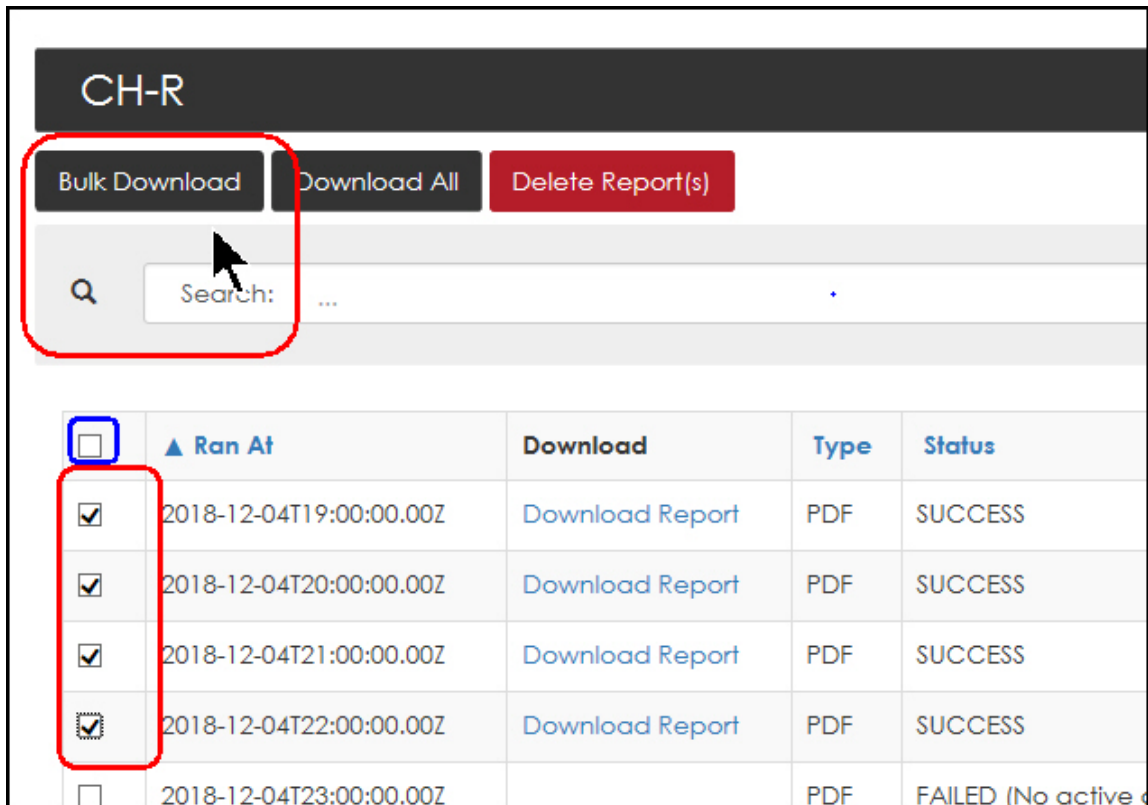 CH-R
Bulk Download Download All Delete Report(s)
Search: ...
▲ Ran At Download Type Status
2018-12-04T19:00:00.00Z Download Report PDF SUCCESS
2018-12-04T20:00:00.00Z Download Report PDF SUCCESS
2018-12-04T21:00:00.00Z Download Report PDF SUCCESS
2018-12-04T22:00:00.00Z Download Report PDF SUCCESS
2018-12-04T23:00:00.00Z PDF FAILED (No active